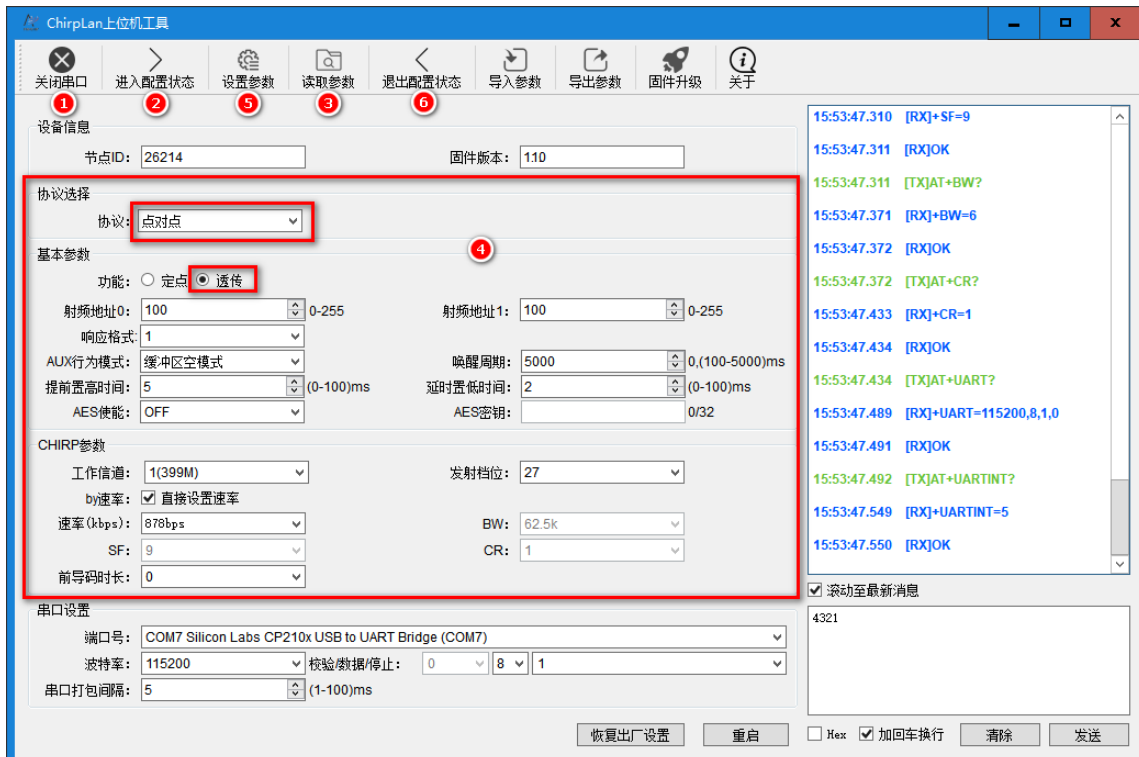 ChirpLan上位机工具
关闭串口 进入配置状态 设置参数 读取参数 退出配置状态 导入参数 导出参数 固件升级 关于
1 2 5 3 6
设备信息
节点ID: 26214 固件版本: 1.10
协议选择
协议: 点对点
4
基本参数
功能: 定点 透传
射频地址0: 100 0-255 射频地址1: 100 0-255
响应格式: 1
AUX行为模式: 缓冲区空模式 唤醒周期: 5000 0,(100-5000)ms
提前置高时间: 5 (0-100)ms 延时置低时间: 2 (0-100)ms
AES使能: OFF AES密钥: 0/32
CHIRP参数
工作信道: 1(399M) 发射档位: 27
by速率: 直接设置速率
速率(kbps): 878bps BW: 62.5k
SF: 9 CR: 1
前导码时长: 0
串口设置
端口号: COM7 Silicon Labs CP210x USB to UART Bridge (COM7)
波特率: 115200 校验/数据/停止: 0 8 1
串口打包间隔: 5 (1-100)ms
恢复出厂设置 重启
15:53:47.310 [RX]+SF=9
15:53:47.311 [RX]OK
15:53:47.311 [TX]AT+BW?
15:53:47.371 [RX]+BW=6
15:53:47.372 [RX]OK
15:53:47.372 [TX]AT+CR?
15:53:47.433 [RX]+CR=1
15:53:47.434 [RX]OK
15:53:47.434 [TX]AT+UART?
15:53:47.489 [RX]+UART=115200,8,1,0
15:53:47.491 [RX]OK
15:53:47.492 [TX]AT+UARTINT?
15:53:47.549 [RX]+UARTINT=5
15:53:47.550 [RX]OK
滚动至最新消息
4321
Hex 加回车换行 清除 发送